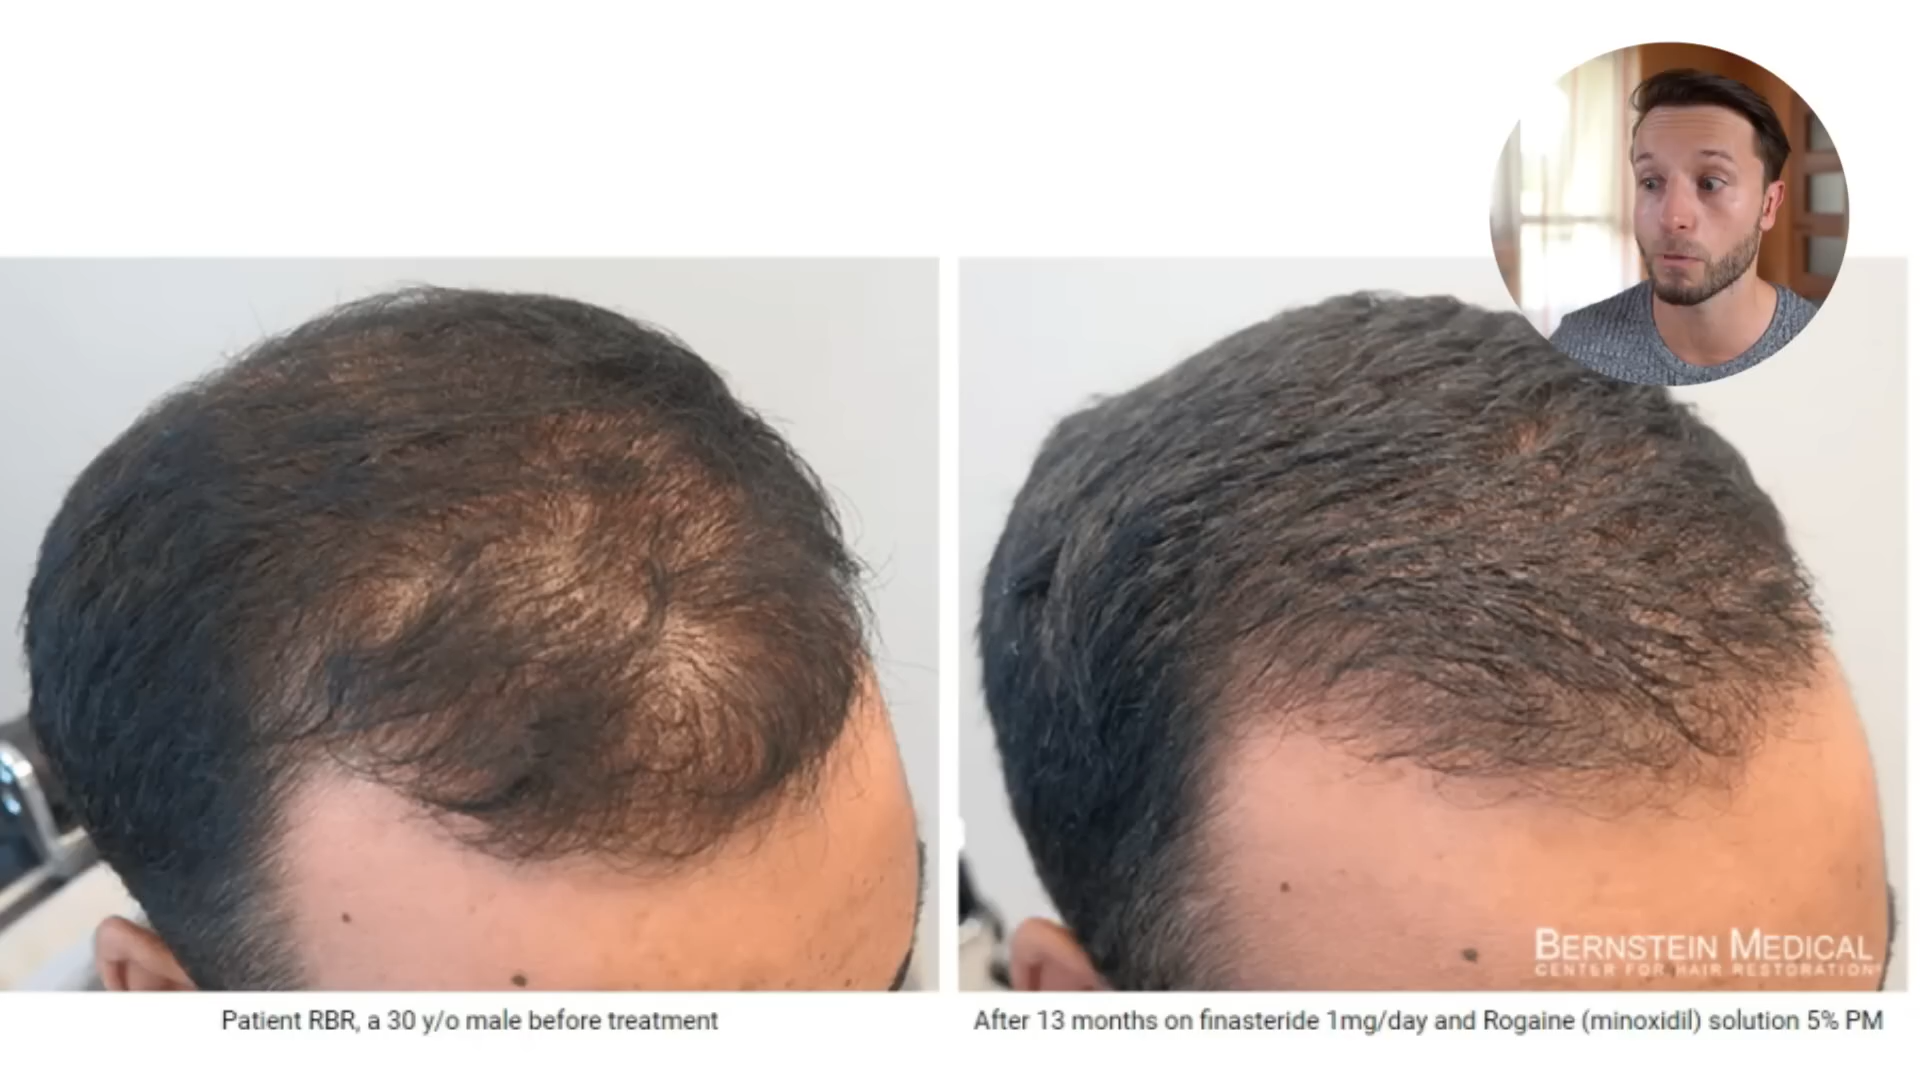 BERNSTEIN MEDICAL
CENTER FOR HAIR RESTORATION
Patient RBR, a 30 y/o male before treatment
After 13 months on finasteride 1mg/day and Rogaine (minoxidil) solution 5% PM